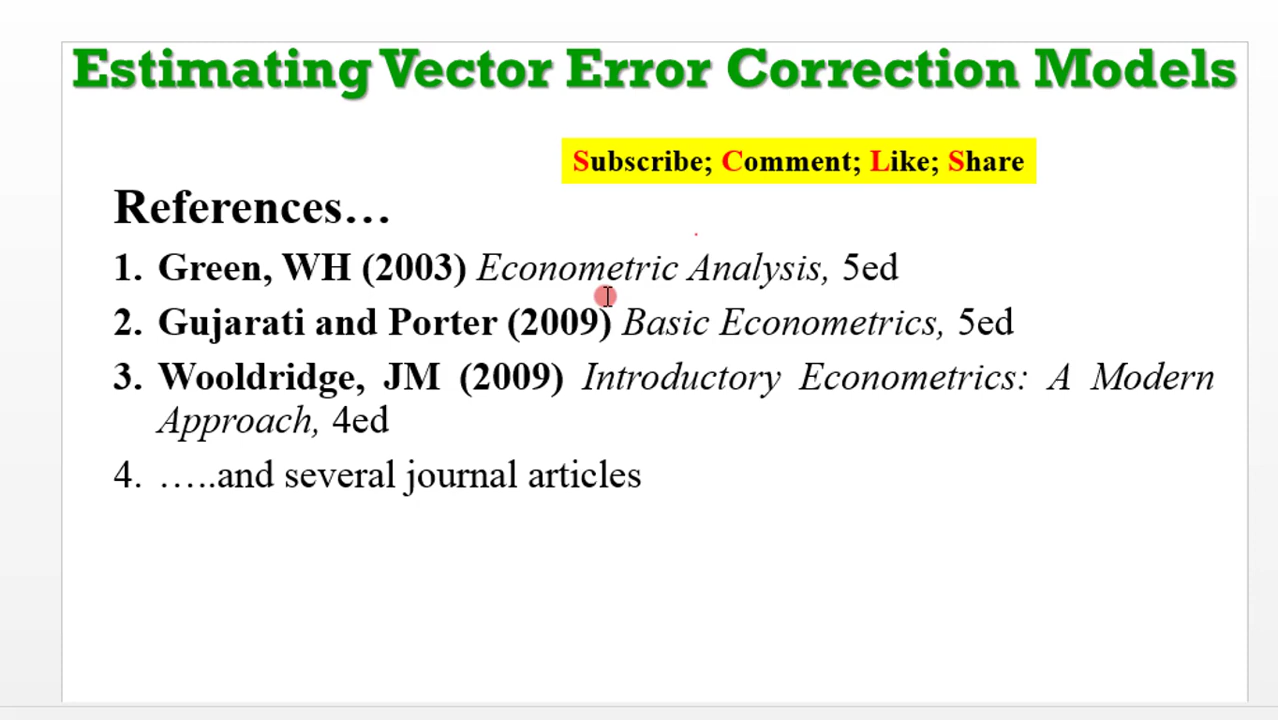 Estimating Vector Error Correction Models
Subscribe; Comment; Like; Share
References…
1. Green, WH (2003) Econometric Analysis, 5ed
2. Gujarati and Porter (2009) Basic Econometrics, 5ed
3. Wooldridge, JM (2009) Introductory Econometrics: A Modern
Approach, 4ed
4. …..and several journal articles